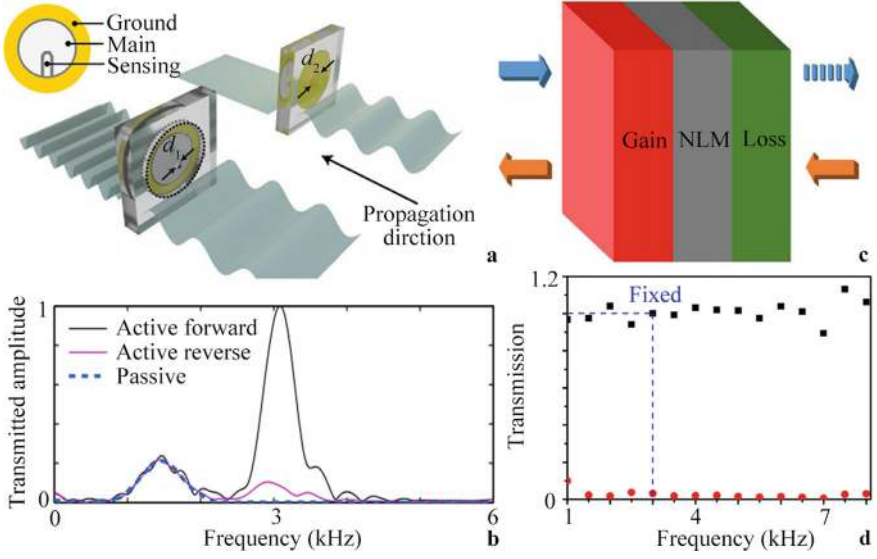 Ground
Main
Sensing
d1
d2
Propagation
dirction
a
Gain NLM Loss
c
Transmitted amplitude
1
0
Active forward
Active reverse
Passive
0 3 6
Frequency (kHz)
b
Transmission
1.2
0
Fixed
1 4 7
Frequency (kHz)
d